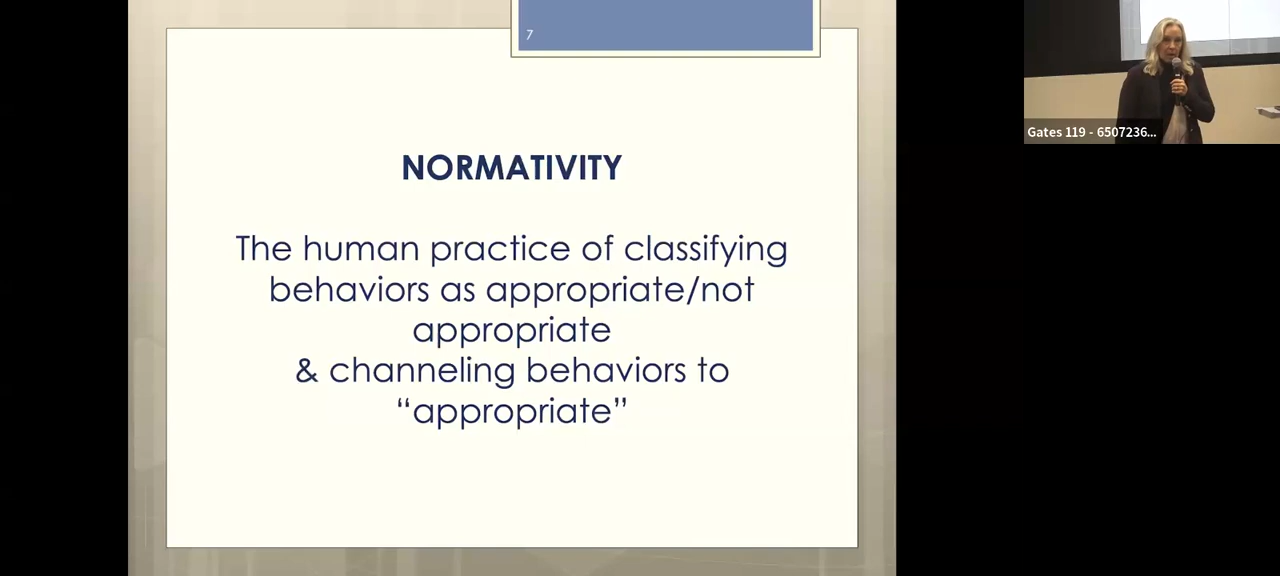 7
NORMATIVITY
The human practice of classifying
behaviors as appropriate/not
appropriate
& channeling behaviors to
“appropriate”
Gates 119 - 6507236...